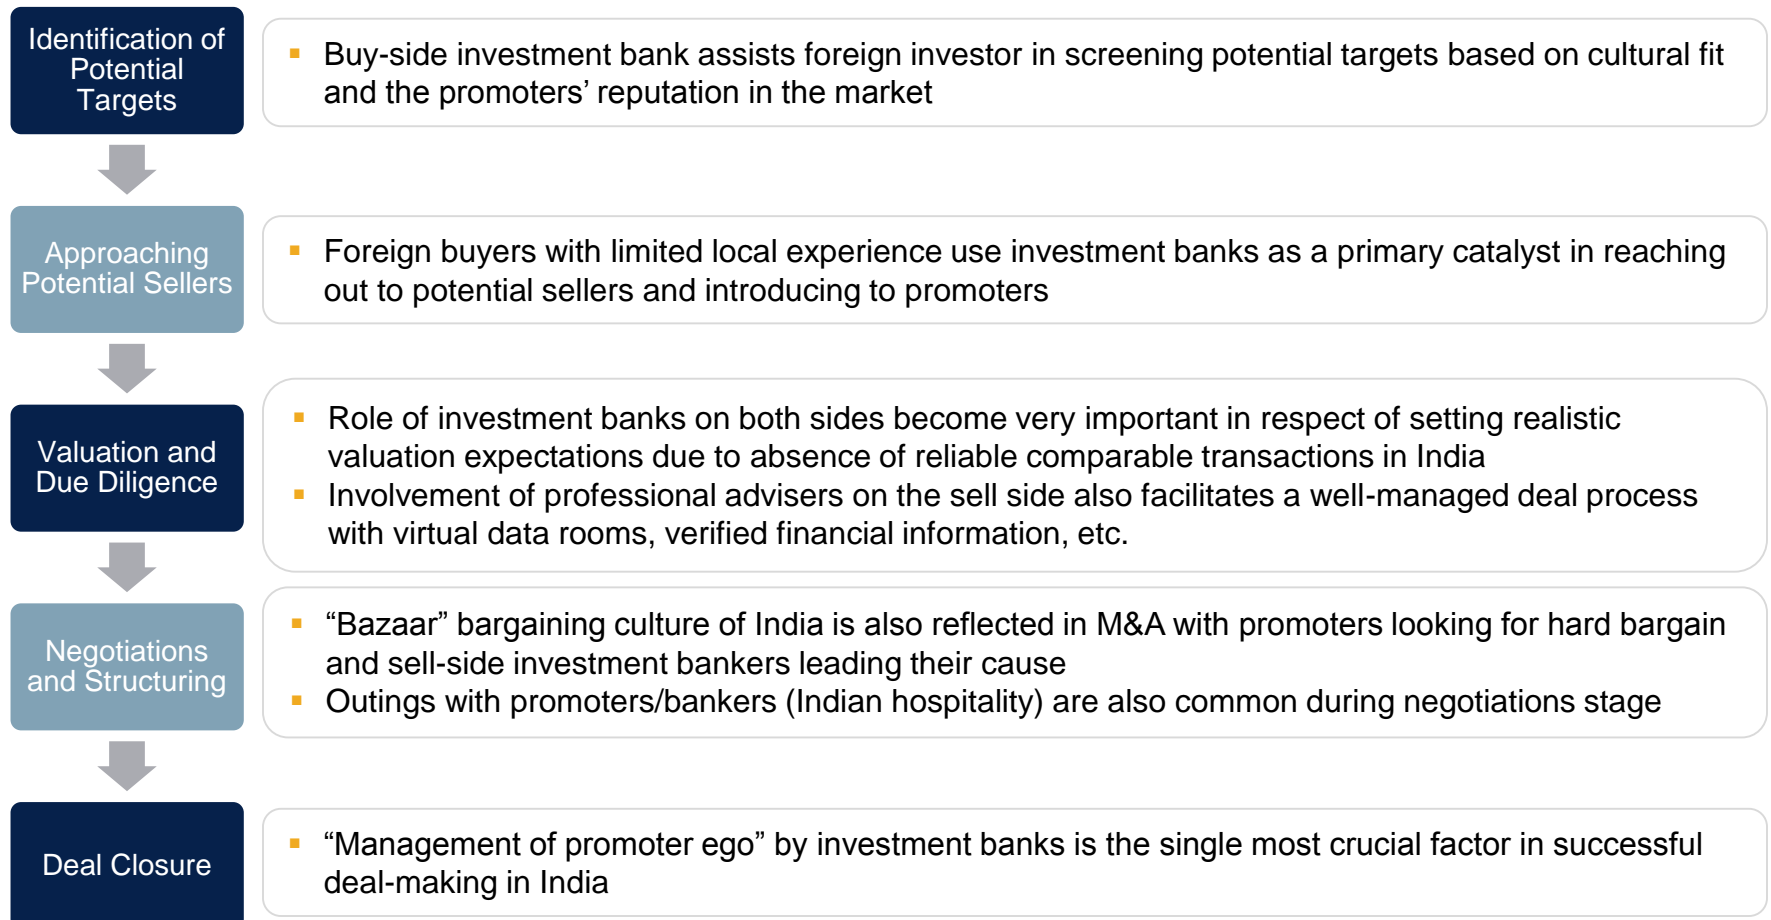 Identification of
Potential
Targets
▪ Buy-side investment bank assists foreign investor in screening potential targets based on cultural fit
and the promoters’ reputation in the market
Approaching
Potential Sellers
▪ Foreign buyers with limited local experience use investment banks as a primary catalyst in reaching
out to potential sellers and introducing to promoters
Valuation and
Due Diligence
▪ Role of investment banks on both sides become very important in respect of setting realistic
valuation expectations due to absence of reliable comparable transactions in India
▪ Involvement of professional advisers on the sell side also facilitates a well-managed deal process
with virtual data rooms, verified financial information, etc.
Negotiations
and Structuring
▪ “Bazaar” bargaining culture of India is also reflected in M&A with promoters looking for hard bargain
and sell-side investment bankers leading their cause
▪ Outings with promoters/bankers (Indian hospitality) are also common during negotiations stage
Deal Closure
▪ “Management of promoter ego” by investment banks is the single most crucial factor in successful
deal-making in India